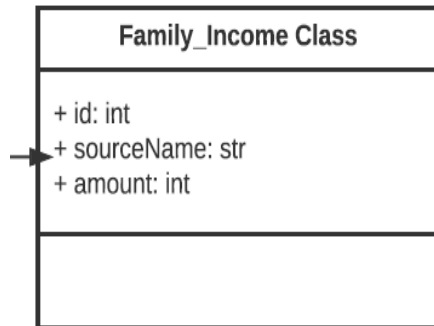 Family_Income Class
+ id: int
+ sourceName: str
+ amount: int